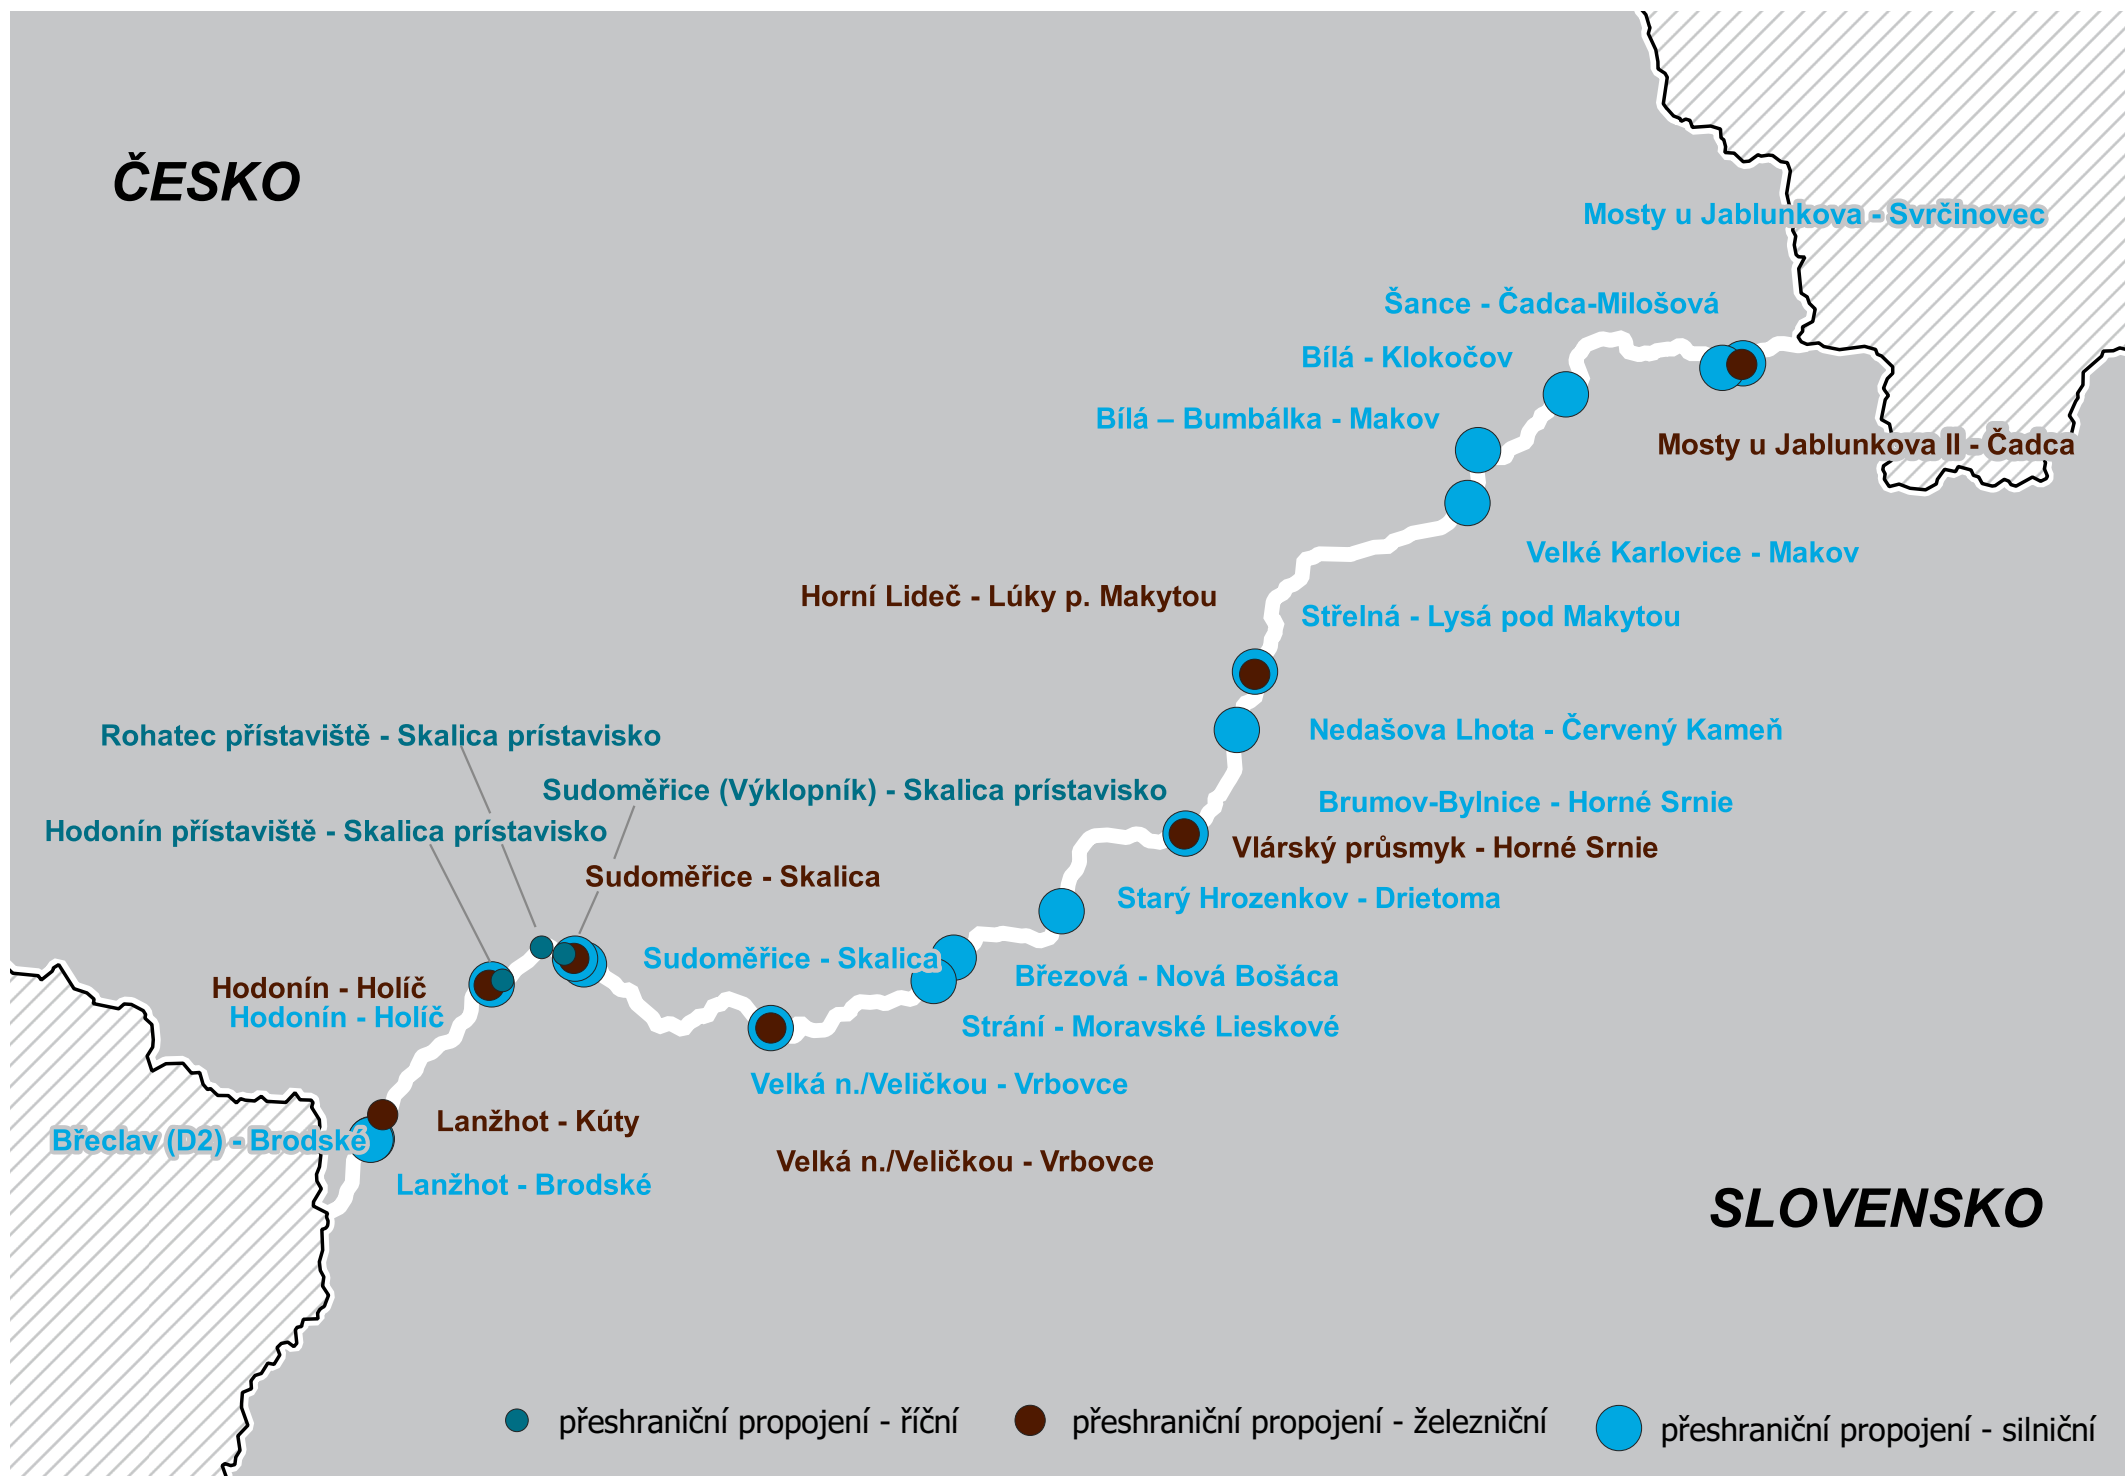 ČESKO
Mosty u Jablunkova - Svrčinovec
Šance - Čadca-Milošová
Bílá - Klokočov
Bílá – Bumbálka - Makov
Mosty u Jablunkova II - Čadca
Velké Karlovice - Makov
Horní Lideč - Lúky p. Makytou
Střelná - Lysá pod Makytou
Nedašova Lhota - Červený Kameň
Rohatec přístaviště - Skalica prístavisko
Sudoměřice (Výklopník) - Skalica prístavisko
Brumov-Bylnice - Horné Srnie
Hodonín přístaviště - Skalica prístavisko
Vlárský průsmyk - Horné Srnie
Sudoměřice - Skalica
Starý Hrozenkov - Drietoma
Sudoměřice - Skalica
Březová - Nová Bošáca
Hodonín - Holíč
Hodonín - Holíč
Strání - Moravské Lieskové
Velká n./Veličkou - Vrbovce
Lanžhot - Kúty
Břeclav (D2) - Brodské
Velká n./Veličkou - Vrbovce
Lanžhot - Brodské
SLOVENSKO
přeshraniční propojení - říční
přeshraniční propojení - železniční
přeshraniční propojení - silniční